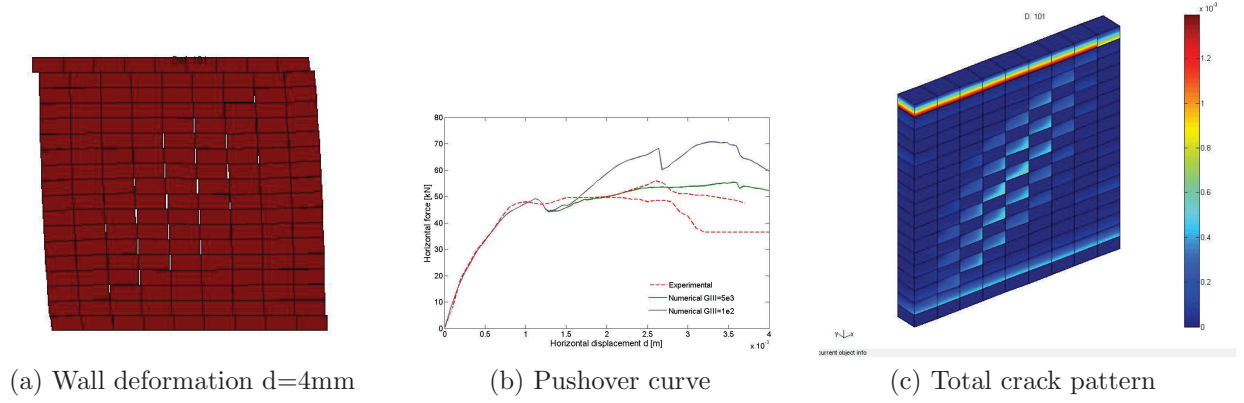 D. 101
x 10⁻³
1.2
1
0.8
0.6
0.4
0.2
0
80
70
60
50
40
30
20
10
0
Horizontal force [kN]
Experimental
Numerical GIII=5e3
Numerical GIII=1e2
0 0.5 1 1.5 2 2.5 3 3.5 4
Horizontal displacement d [m]
x 10⁻³
Y Z X
current object info
(a) Wall deformation d=4mm
(b) Pushover curve
(c) Total crack pattern